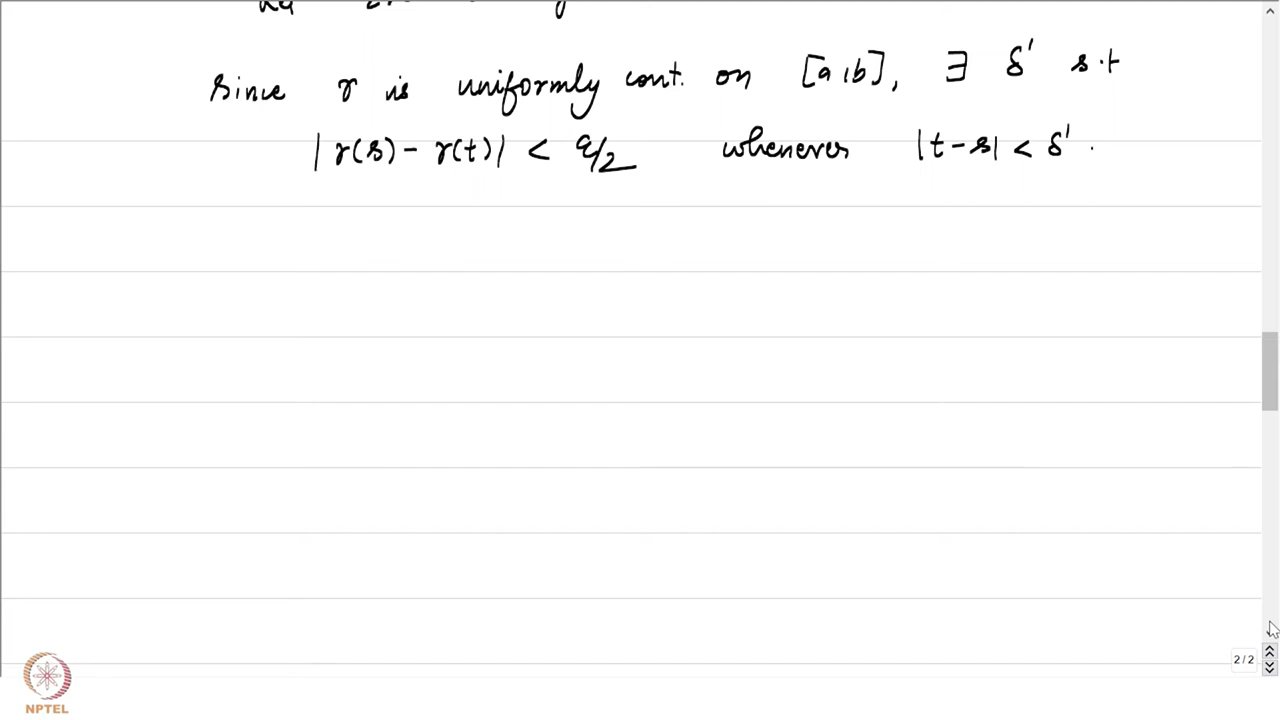 Since γ is uniformly cont. on [a,b], ∃ δ' s.t
|γ(s) - γ(t)| < ε/2 whenever |t-s| < δ'.
2/2
NPTEL